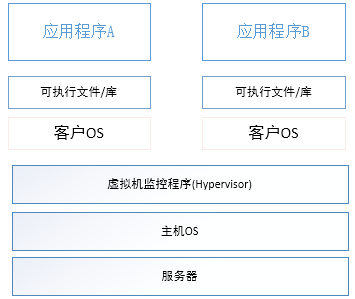 应用程序A
应用程序B
可执行文件/库
可执行文件/库
客户OS
客户OS
虚拟机监控程序(Hypervisor)
主机OS
服务器